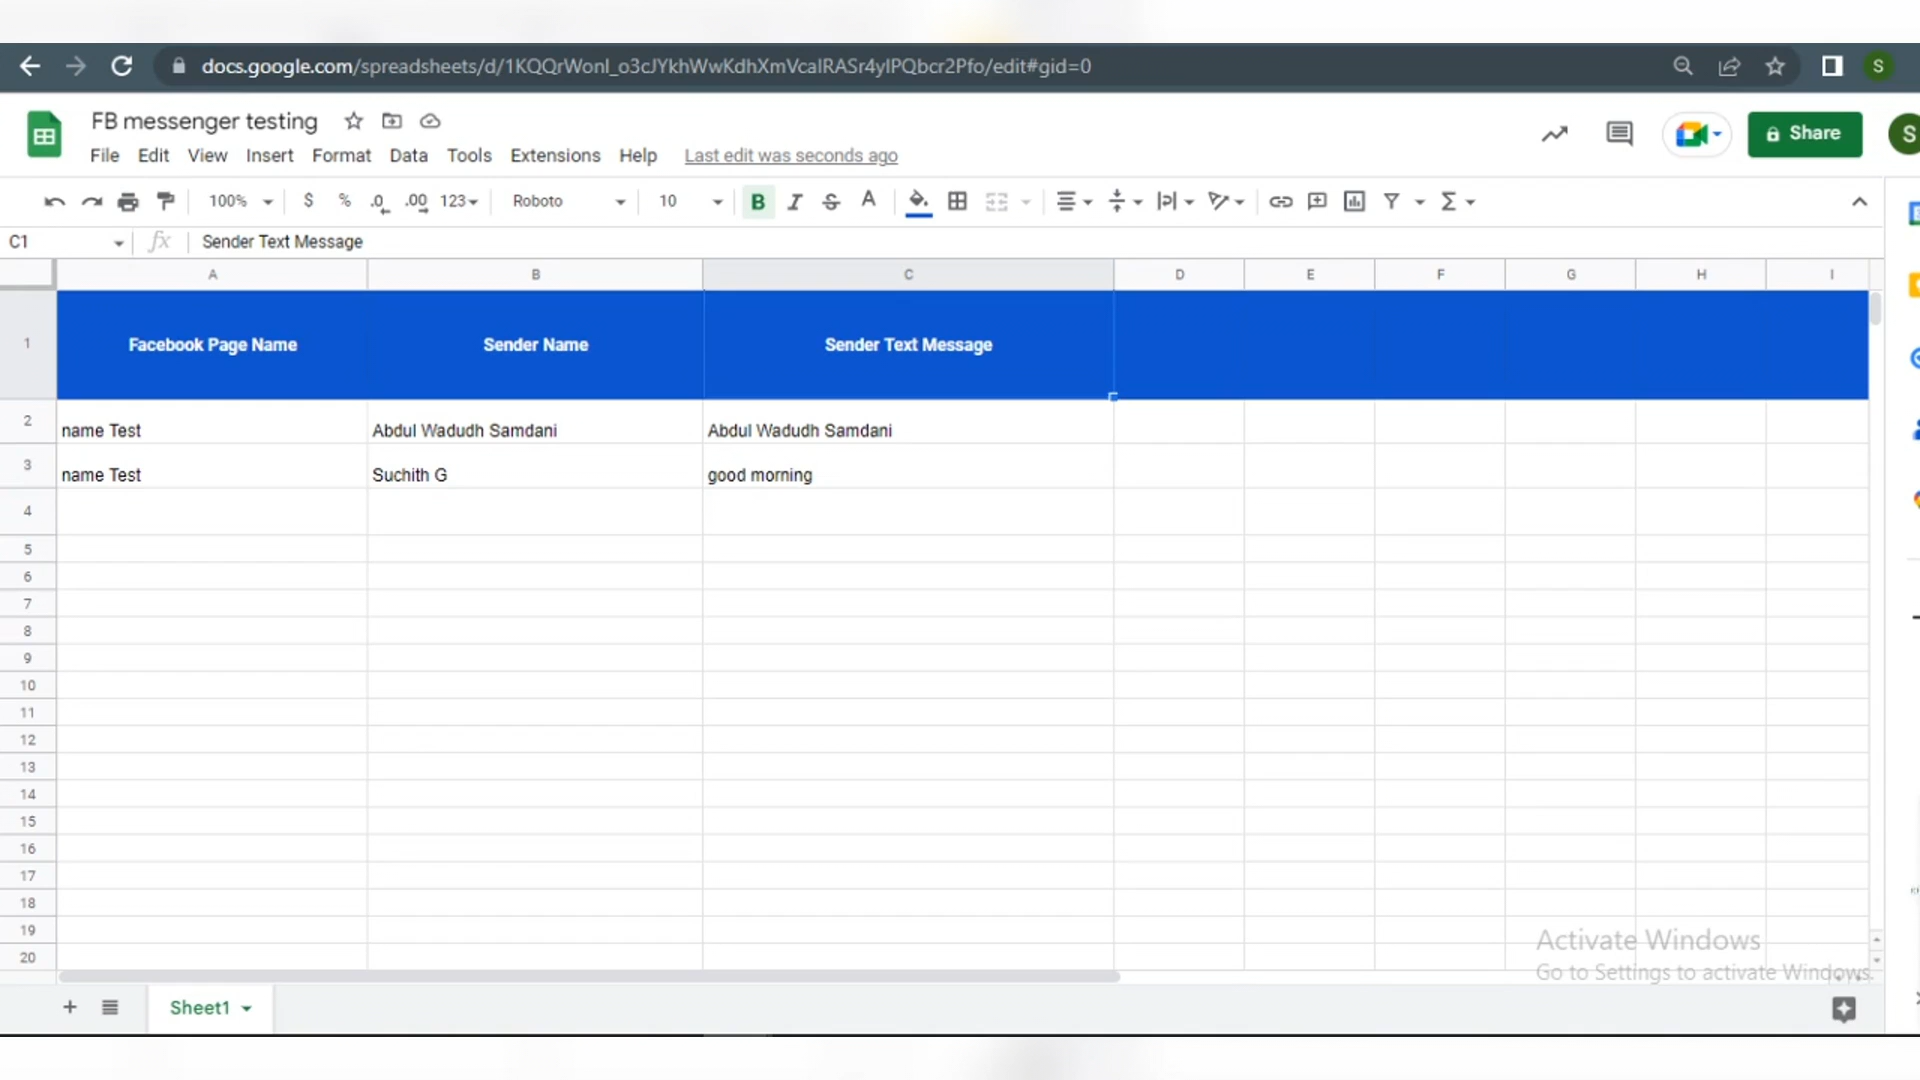 docs.google.com/spreadsheets/d/1KQQrWonI_o3cJYkhWwKdhXmVcalRASr4yIPQbcr2Pfo/edit#gid=0
S
FB messenger testing
Share
S
File Edit View Insert Format Data Tools Extensions Help Last edit was seconds ago
100% $ % .0 .00 123 Roboto 10 B I S A
C1 fx Sender Text Message
A B C D E F G H I
1 Facebook Page Name Sender Name Sender Text Message
2 name Test Abdul Wadudh Samdani Abdul Wadudh Samdani
3 name Test Suchith G good morning
4
5
6
7
8
9
10
11
12
13
14
15
16
17
18
19
20
Activate Windows
Go to Settings to activate Windows.
Sheet1